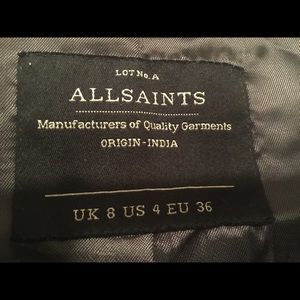 LOT No. A
ALLSAINTS
Manufacturers of Quality Garments
ORIGIN-INDIA
UK 8 US 4 EU 36